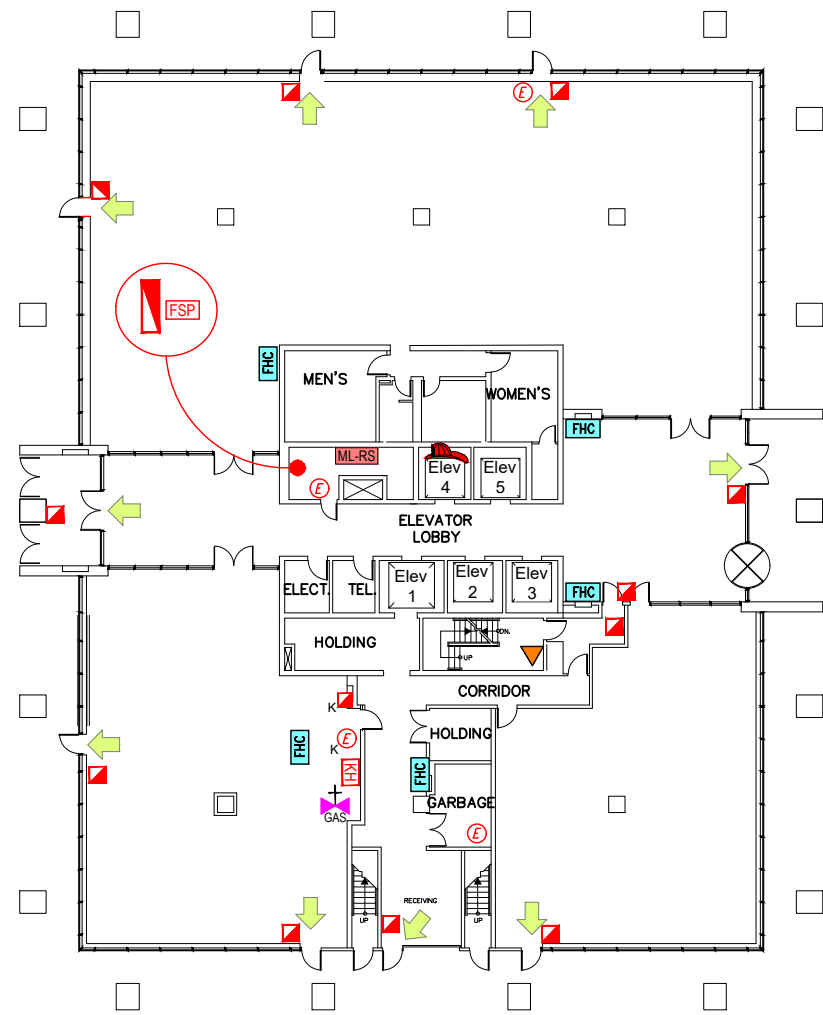 E
FSP
FHC
MEN'S
WOMEN'S
FHC
ML-RS
Elev
4
Elev
5
E
ELEVATOR
LOBBY
ELECT.
TEL.
Elev
1
Elev
2
Elev
3
FHC
HOLDING
DN.
UP
CORRIDOR
K
HOLDING
E
K
FHC
FHC
KH
GARBAGE
GAS
E
RECEIVING
UP
UP